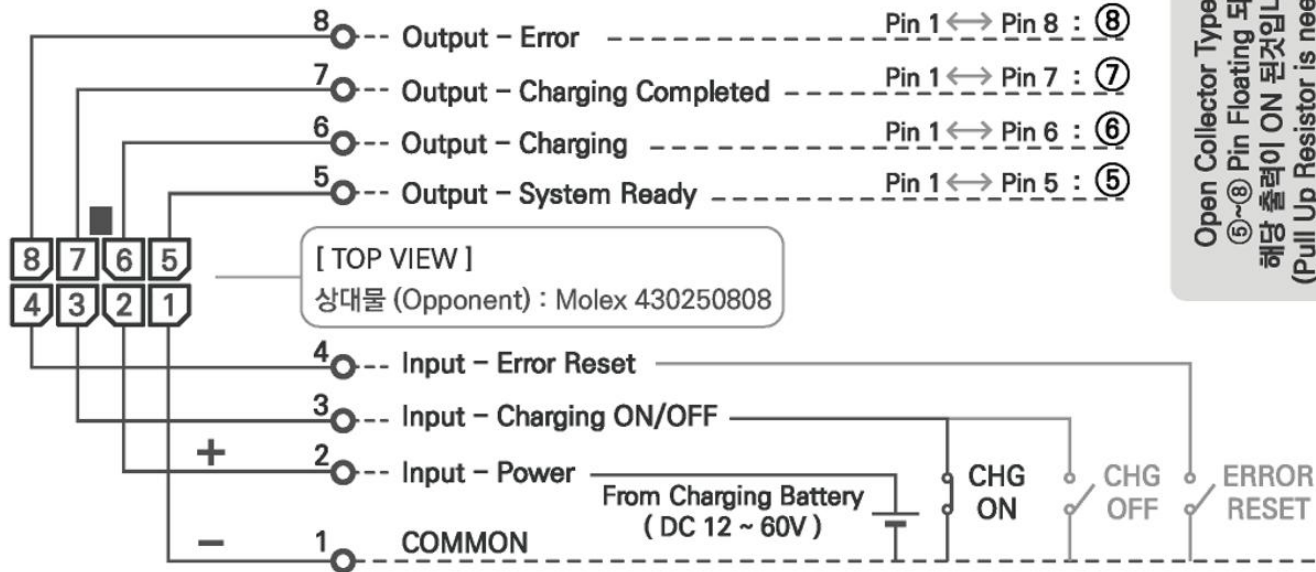 8 Output – Error Pin 1 ↔ Pin 8 : ⑧
7 Output – Charging Completed Pin 1 ↔ Pin 7 : ⑦
6 Output – Charging Pin 1 ↔ Pin 6 : ⑥
5 Output – System Ready Pin 1 ↔ Pin 5 : ⑤
8 7 6 5
4 3 2 1
[ TOP VIEW ]
상대물 (Opponent) : Molex 430250808
4 Input – Error Reset
3 Input – Charging ON/OFF
+ 2 Input – Power
From Charging Battery
( DC 12 ~ 60V )
CHG
ON
CHG
OFF
ERROR
RESET
– 1 COMMON
Open Collector Type
⑤~⑧ Pin Floating
해당 출력이 ON
(Pull Up Resistor is